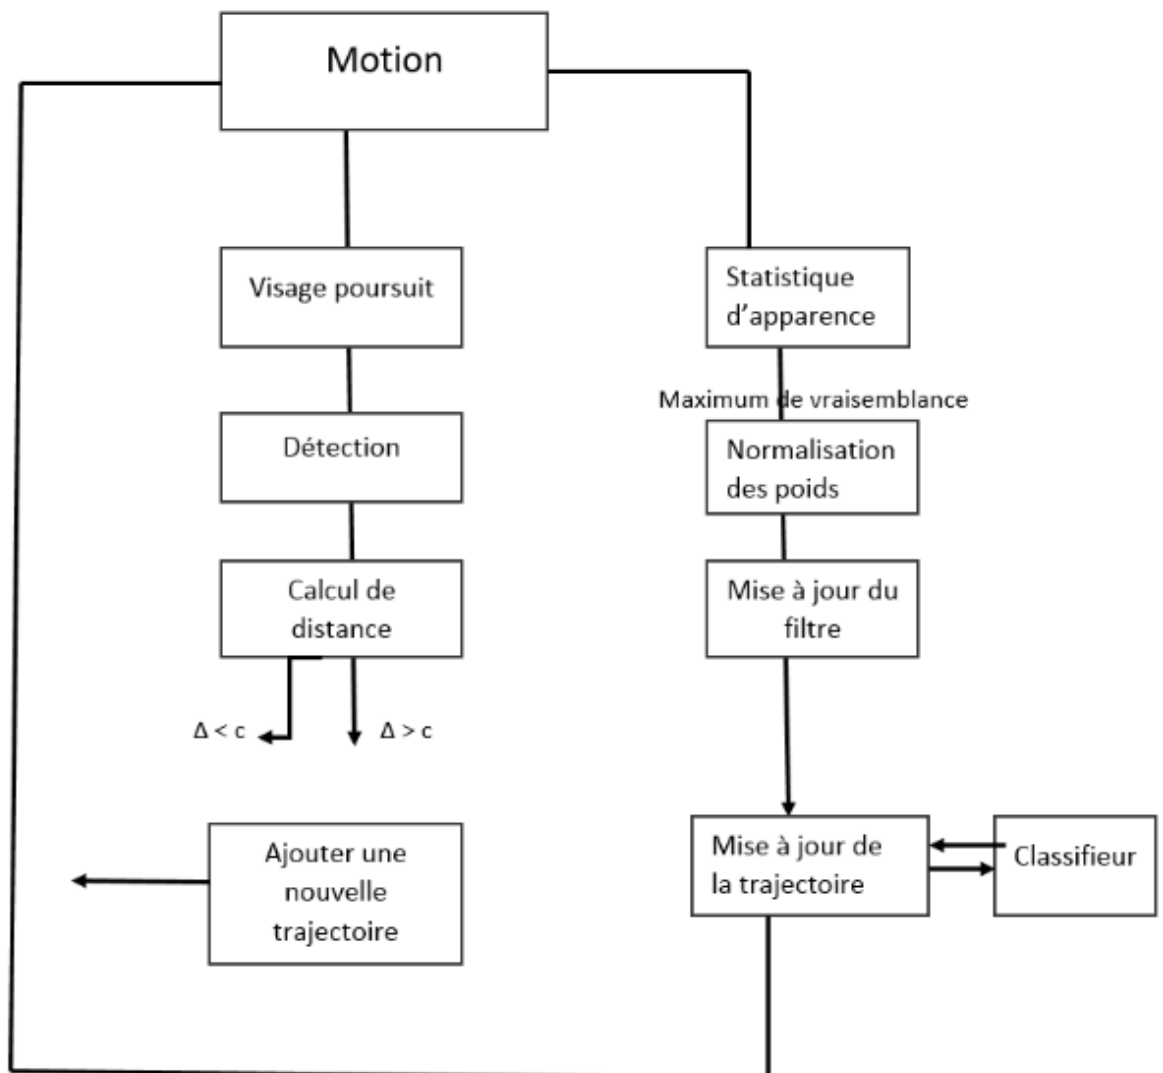 Motion
Visage poursuit
Statistique
d'apparence
Maximum de vraisemblance
Détection
Normalisation
des poids
Calcul de
distance
Mise à jour du
filtre
Δ < c
Δ > c
Ajouter une
nouvelle
trajectoire
Mise à jour de
la trajectoire
Classifieur